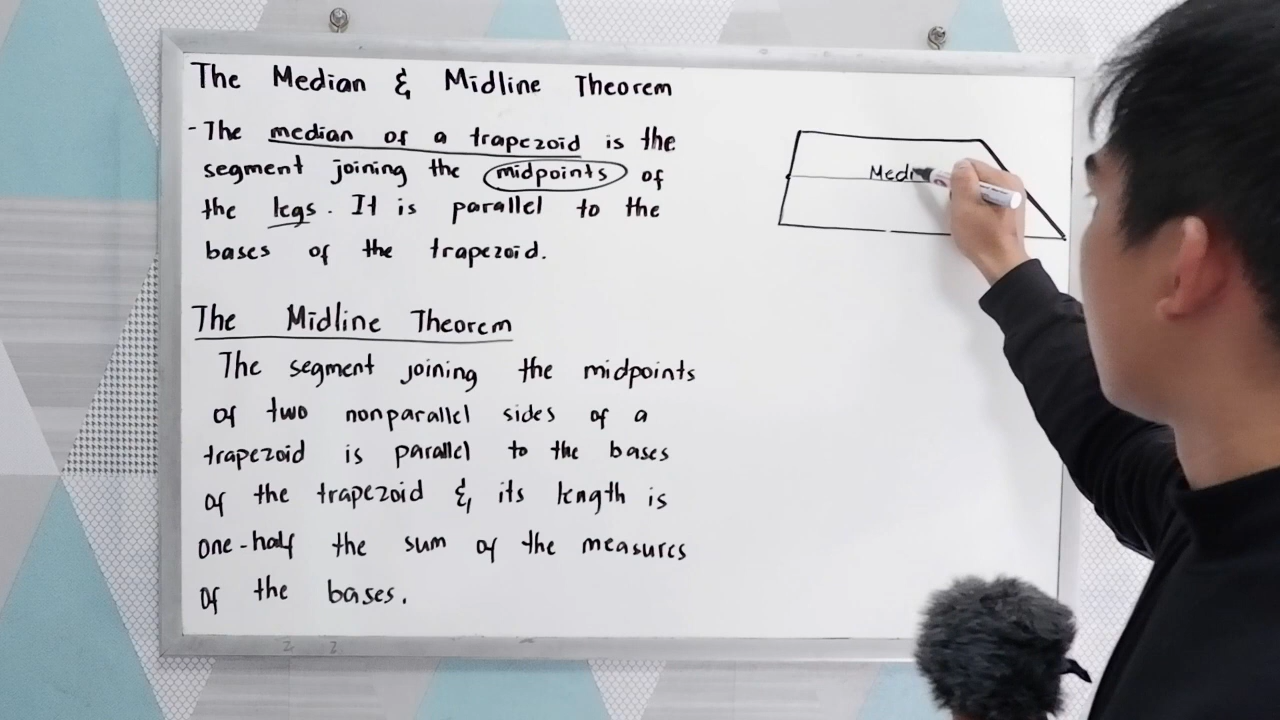 The Median & Midline Theorem
- The median of a trapezoid is the
segment joining the midpoints of
the legs. It is parallel to the
bases of the trapezoid.
The Midline Theorem
The segment joining the midpoints
of two nonparallel sides of a
trapezoid is parallel to the bases
of the trapezoid & its length is
one-half the sum of the measures
of the bases.